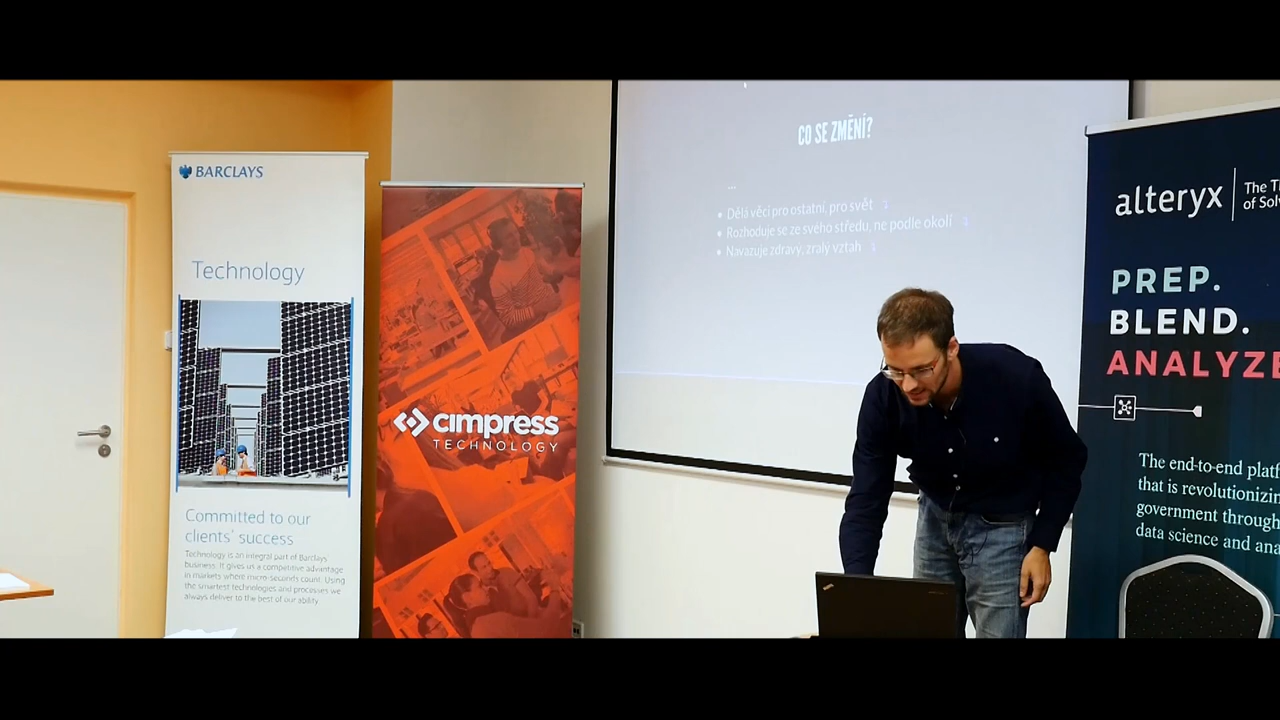 BARCLAYS
Technology
Committed to our
clients' success
Technology is an integral part of Barclays
business. It gives us a competitive advantage
in markets where micro-seconds count. Using
the smartest technologies and processes we
always deliver to the best of our ability
cimpress
TECHNOLOGY
CO SE ZMĚNÍ?
...
• Dělá věci pro ostatní, pro svět
• Rozhoduje se ze svého středu, ne podle okolí
• Navazuje zdravý, zralý vztah
alteryx
The T
of Sol
PREP.
BLEND.
ANALYZE
The end-to-end platf
that is revolutionizin
government through
data science and ana